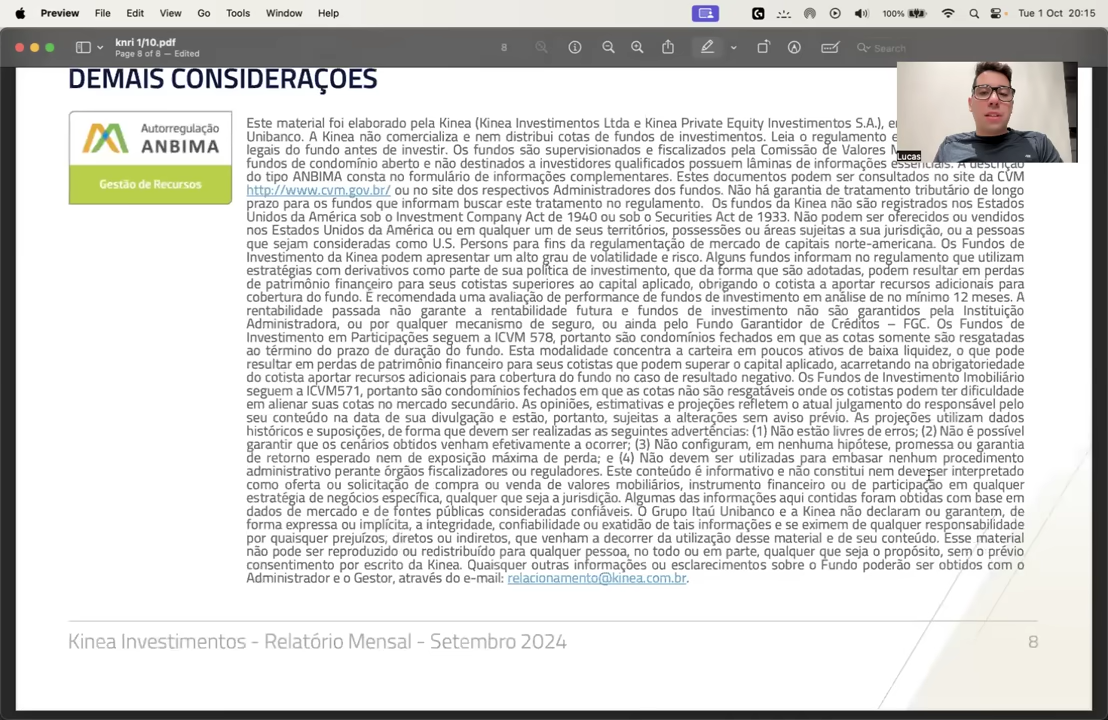 Preview File Edit View Go Tools Window Help 100% Tue 1 Oct 20:15
knri 1/10.pdf
Page 8 of 8 — Edited
8
Search
DEMAIS CONSIDERAÇÕES
Autorregulação
ANBIMA
Gestão de Recursos
Lucas
Este material foi elaborado pela Kinea (Kinea Investimentos Ltda e Kinea Private Equity Investimentos S.A.),
Unibanco. A Kinea não comercializa e nem distribui cotas de fundos de investimentos. Leia o regulamento e
legais do fundo antes de investir. Os fundos são supervisionados e fiscalizados pela Comissão de Valores
fundos de condomínio aberto e não destinados a investidores qualificados possuem lâminas de informações essenciais. A descrição
do tipo ANBIMA consta no formulário de informações complementares. Estes documentos podem ser consultados no site da CVM
http://www.cvm.gov.br/ ou no site dos respectivos Administradores dos fundos. Não há garantia de tratamento tributário de longo
prazo para os fundos que informam buscar este tratamento no regulamento. Os fundos da Kinea não são registrados nos Estados
Unidos da América sob o Investment Company Act de 1940 ou sob o Securities Act de 1933. Não podem ser oferecidos ou vendidos
nos Estados Unidos da América ou em qualquer um de seus territórios, possessões ou áreas sujeitas a sua jurisdição, ou a pessoas
que sejam consideradas como U.S. Persons para fins da regulamentação de mercado de capitais norte-americana. Os Fundos de
Investimento da Kinea podem apresentar um alto grau de volatilidade e risco. Alguns fundos informam no regulamento que utilizam
estratégias com derivativos como parte de sua política de investimento, que da forma que são adotadas, podem resultar em perdas
de patrimônio financeiro para seus cotistas superiores ao capital aplicado, obrigando o cotista a aportar recursos adicionais para
cobertura do fundo. É recomendada uma avaliação de performance de fundos de investimento em análise de no mínimo 12 meses. A
rentabilidade passada não garante a rentabilidade futura e fundos de investimento não são garantidos pela Instituição
Administradora, ou por qualquer mecanismo de seguro, ou ainda pelo Fundo Garantidor de Créditos – FGC. Os Fundos de
Investimento em Participações seguem a ICVM 578, portanto são condomínios fechados em que as cotas somente são resgatadas
ao término do prazo de duração do fundo. Esta modalidade concentra a carteira em poucos ativos de baixa liquidez, o que pode
resultar em perdas de patrimônio financeiro para seus cotistas que podem superar o capital aplicado, acarretando na obrigatoriedade
do cotista aportar recursos adicionais para cobertura do fundo no caso de resultado negativo. Os Fundos de Investimento Imobiliário
seguem a ICVM571, portanto são condomínios fechados em que as cotas não são resgatáveis onde os cotistas podem ter dificuldade
em alienar suas cotas no mercado secundário. As opiniões, estimativas e projeções refletem o atual julgamento do responsável pelo
seu conteúdo na data de sua divulgação e estão, portanto, sujeitas a alterações sem aviso prévio. As projeções utilizam dados
históricos e suposições, de forma que devem ser realizadas as seguintes advertências: (1) Não estão livres de erros; (2) Não é possível
garantir que os cenários obtidos venham efetivamente a ocorrer; (3) Não configuram, em nenhuma hipótese, promessa ou garantia
de retorno esperado nem de exposição máxima de perda; e (4) Não devem ser utilizadas para embasar nenhum procedimento
administrativo perante órgãos fiscalizadores ou reguladores. Este conteúdo é informativo e não constitui nem deve ser interpretado
como oferta ou solicitação de compra ou venda de valores mobiliários, instrumento financeiro ou de participação em qualquer
estratégia de negócios específica, qualquer que seja a jurisdição. Algumas das informações aqui contidas foram obtidas com base em
dados de mercado e de fontes públicas consideradas confiáveis. O Grupo Itaú Unibanco e a Kinea não declaram ou garantem, de
forma expressa ou implícita, a integridade, confiabilidade ou exatidão de tais informações e se eximem de qualquer responsabilidade
por quaisquer prejuízos, diretos ou indiretos, que venham a decorrer da utilização desse material e de seu conteúdo. Esse material
não pode ser reproduzido ou redistribuído para qualquer pessoa, no todo ou em parte, qualquer que seja o propósito, sem o prévio
consentimento por escrito da Kinea. Quaisquer outras informações ou esclarecimentos sobre o Fundo poderão ser obtidos com o
Administrador e o Gestor, através do e-mail: relacionamento@kinea.com.br.
Kinea Investimentos - Relatório Mensal - Setembro 2024
8